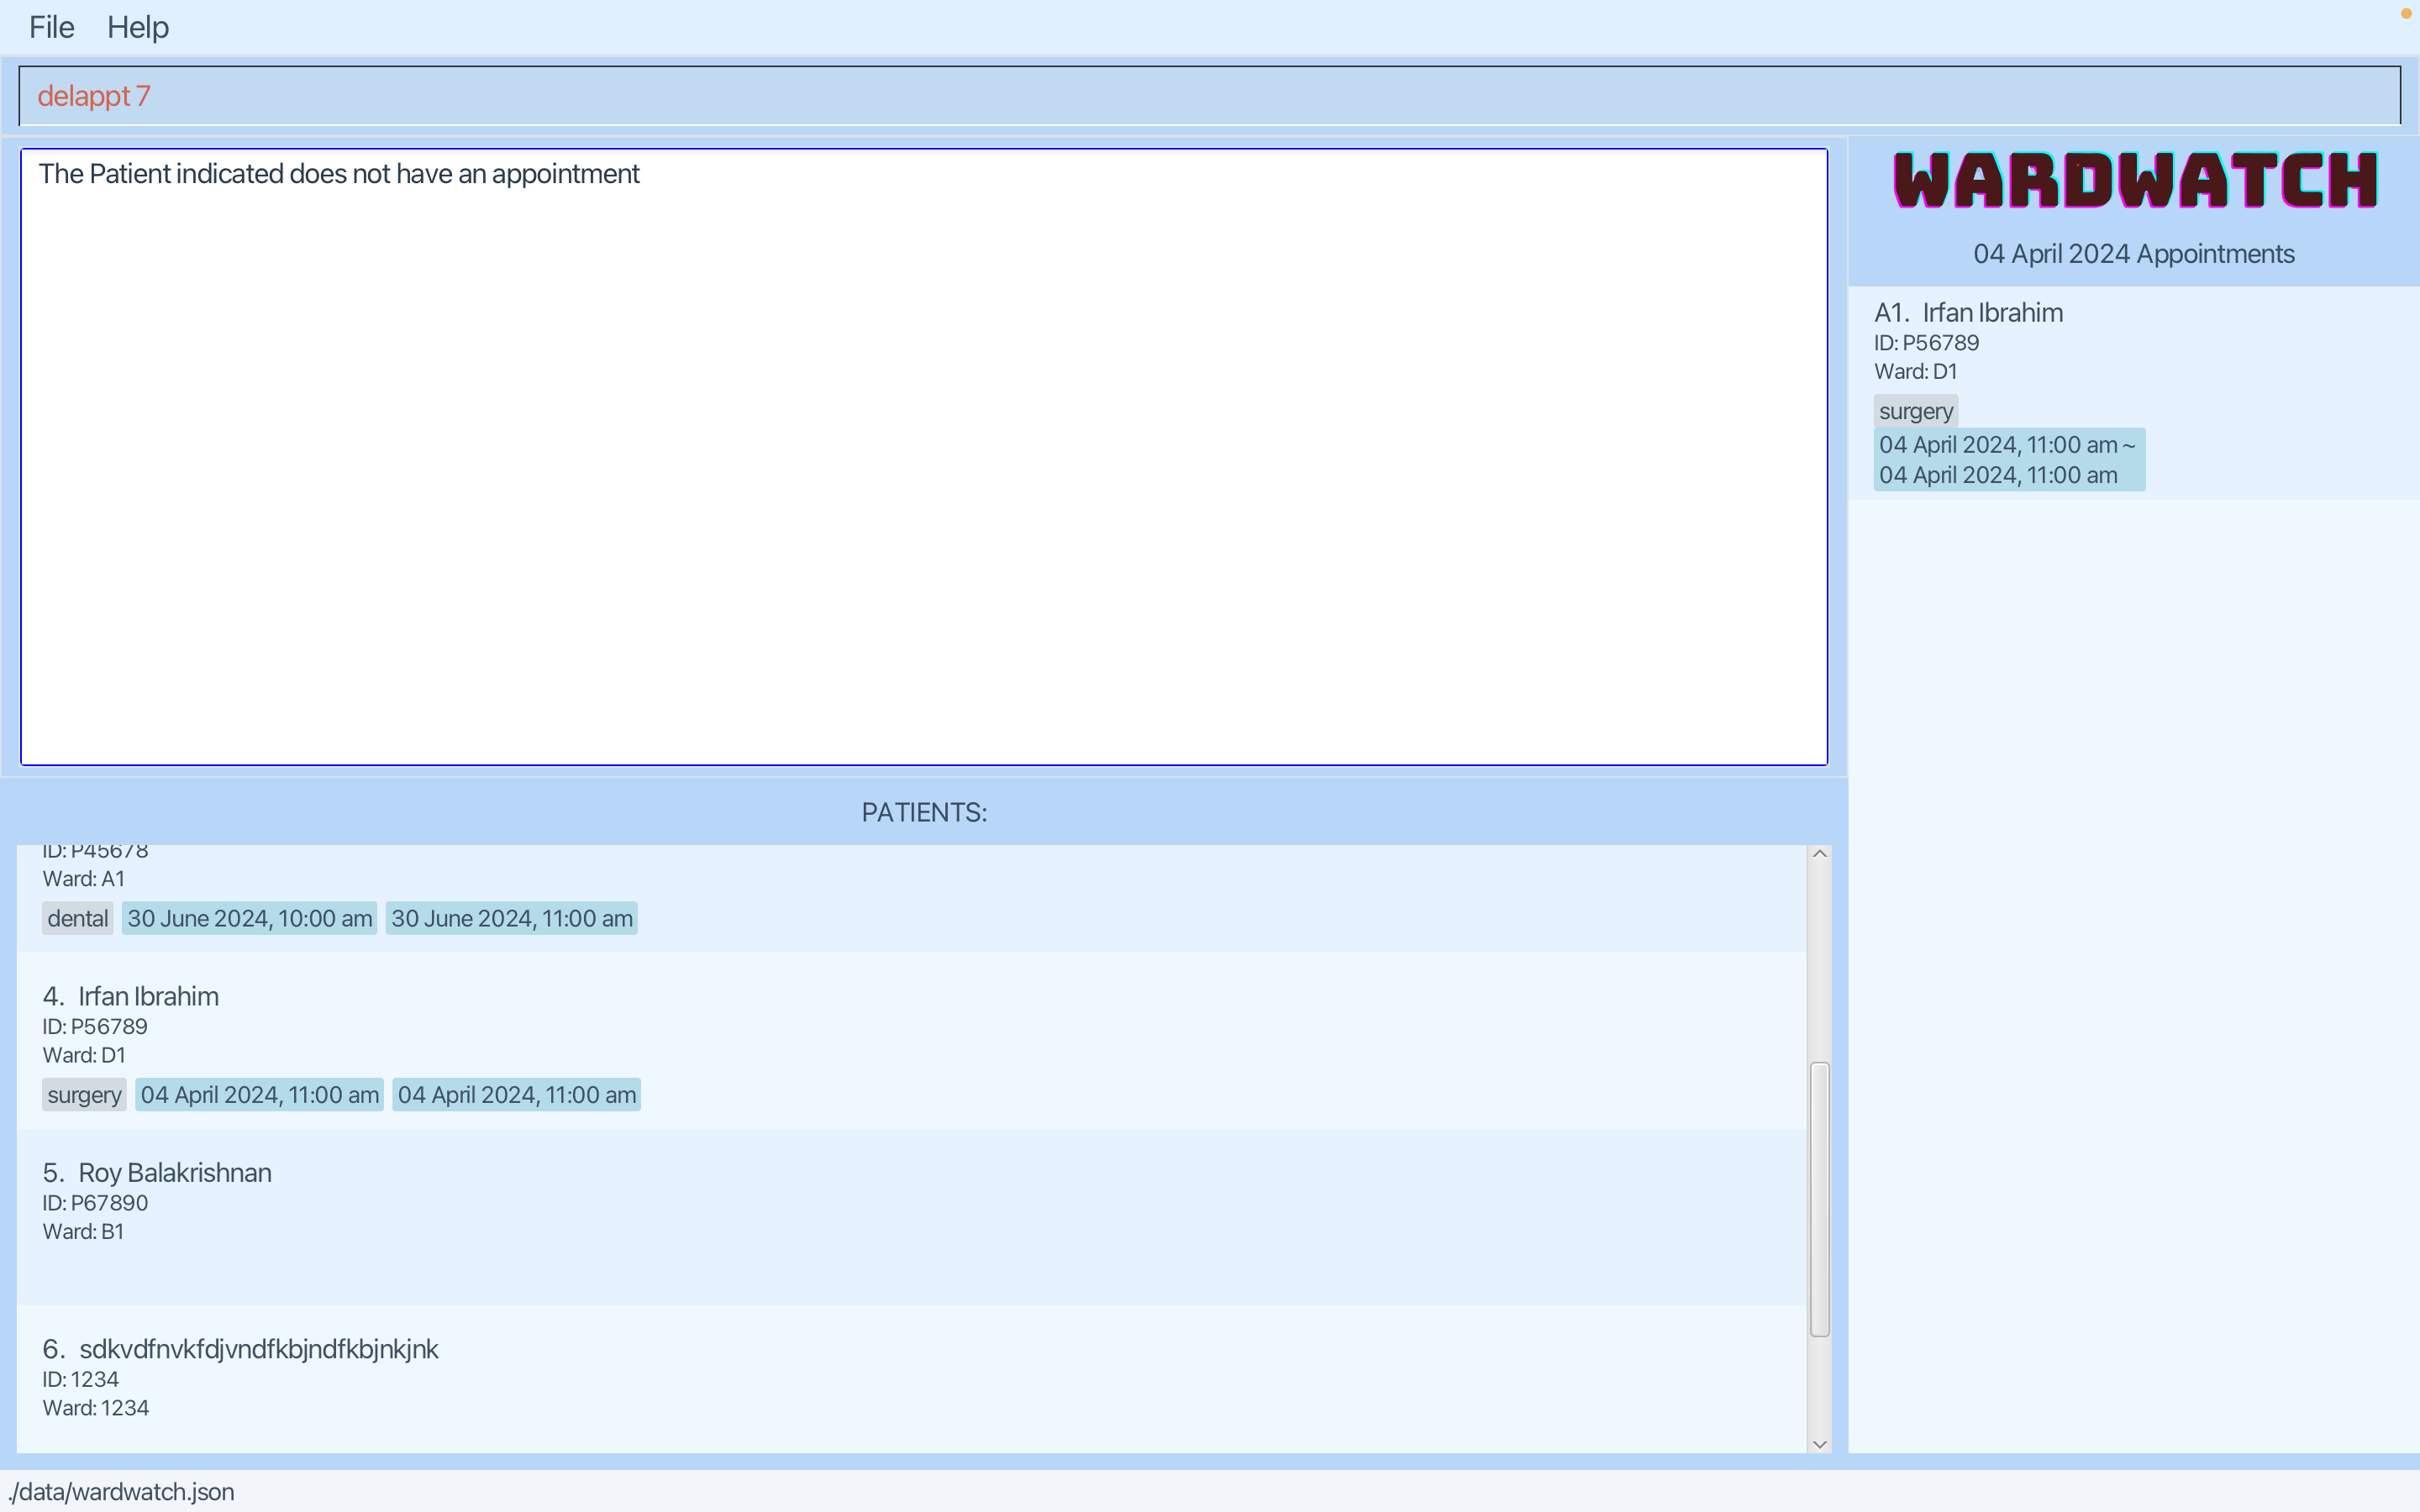 File Help
delappt 7
The Patient indicated does not have an appointment
WARDWATCH
04 April 2024 Appointments
A1. Irfan Ibrahim
ID: P56789
Ward: D1
surgery
04 April 2024, 11:00 am ~
04 April 2024, 11:00 am
PATIENTS:
ID: P45678
Ward: A1
dental 30 June 2024, 10:00 am 30 June 2024, 11:00 am
4. Irfan Ibrahim
ID: P56789
Ward: D1
surgery 04 April 2024, 11:00 am 04 April 2024, 11:00 am
5. Roy Balakrishnan
ID: P67890
Ward: B1
6. sdkvdfnvkfdjvndfkbjndfkbjnkjnk
ID: 1234
Ward: 1234
./data/wardwatch.json